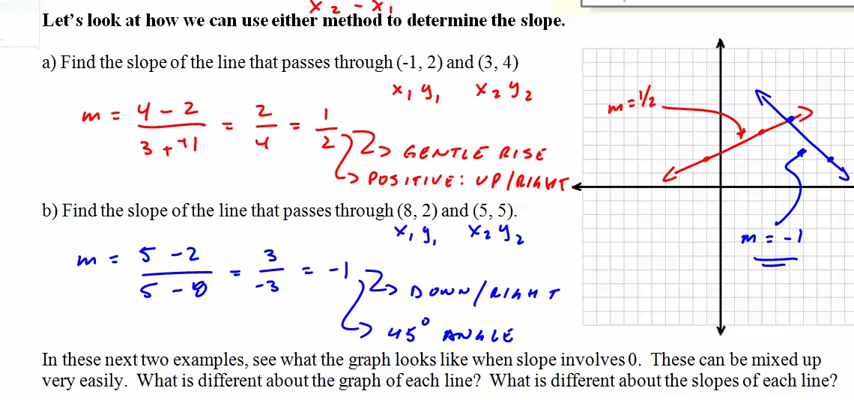 x₂ - x₁
Let's look at how we can use either method to determine the slope.
a) Find the slope of the line that passes through (-1, 2) and (3, 4)
x₁ y₁ x₂ y₂
m = 4 - 2 / 3 + +1 = 2/4 = 1/2
GENTLE RISE
POSITIVE: UP/RIGHT
m = 1/2
b) Find the slope of the line that passes through (8, 2) and (5, 5).
x₁ y₁ x₂ y₂
m = 5 - 2 / 5 - 8 = 3/-3 = -1
DOWN/RIGHT
45° ANGLE
m = -1
In these next two examples, see what the graph looks like when slope involves 0. These can be mixed up
very easily. What is different about the graph of each line? What is different about the slopes of each line?